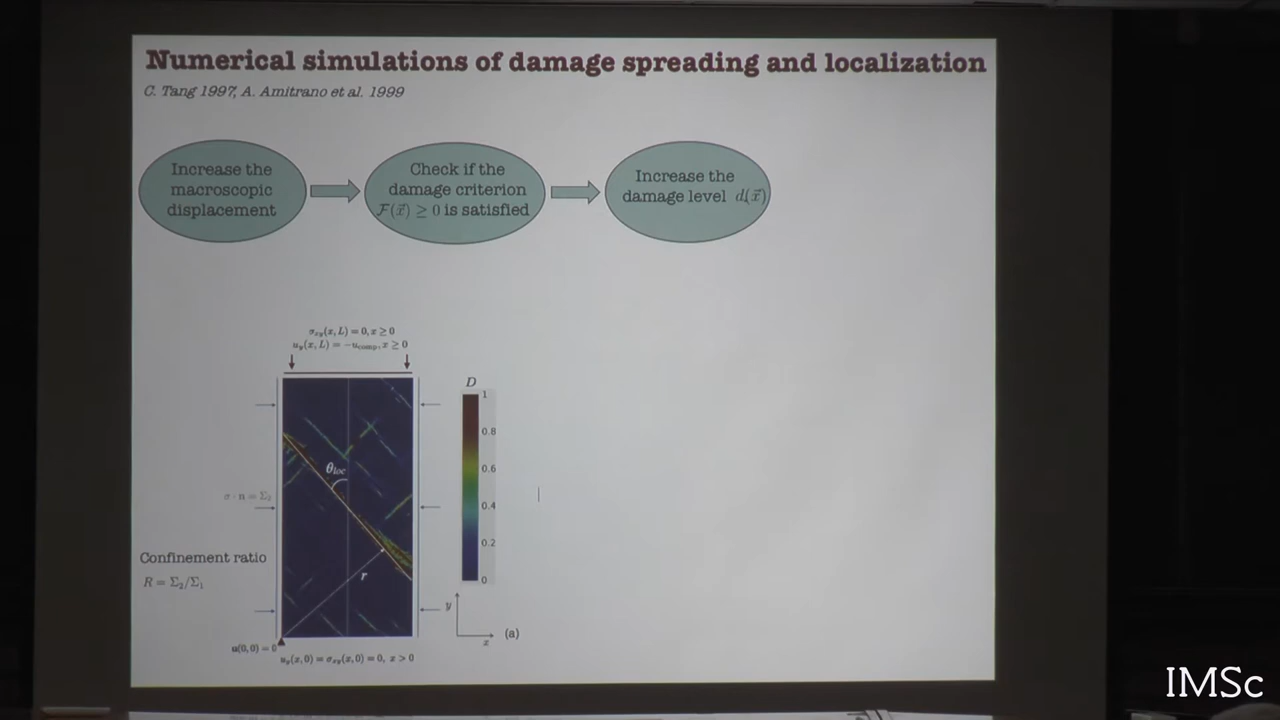 Numerical simulations of damage spreading and localization
C. Tang 1997, A. Amitrano et al. 1999
Increase the
macroscopic
displacement
Check if the
damage criterion
𝓕(x⃗) ≥ 0 is satisfied
Increase the
damage level d(x⃗)
σxy(x, L) = 0, x ≥ 0
uy(x, L) = −ucomp, x ≥ 0
D
1
0.8
0.6
0.4
0.2
0
θloc
σ · n = Σ2
r
Confinement ratio
R = Σ2/Σ1
y
x
(a)
u(0,0) = 0
uy(x, 0) = σxy(x, 0) = 0, x > 0
IMSc